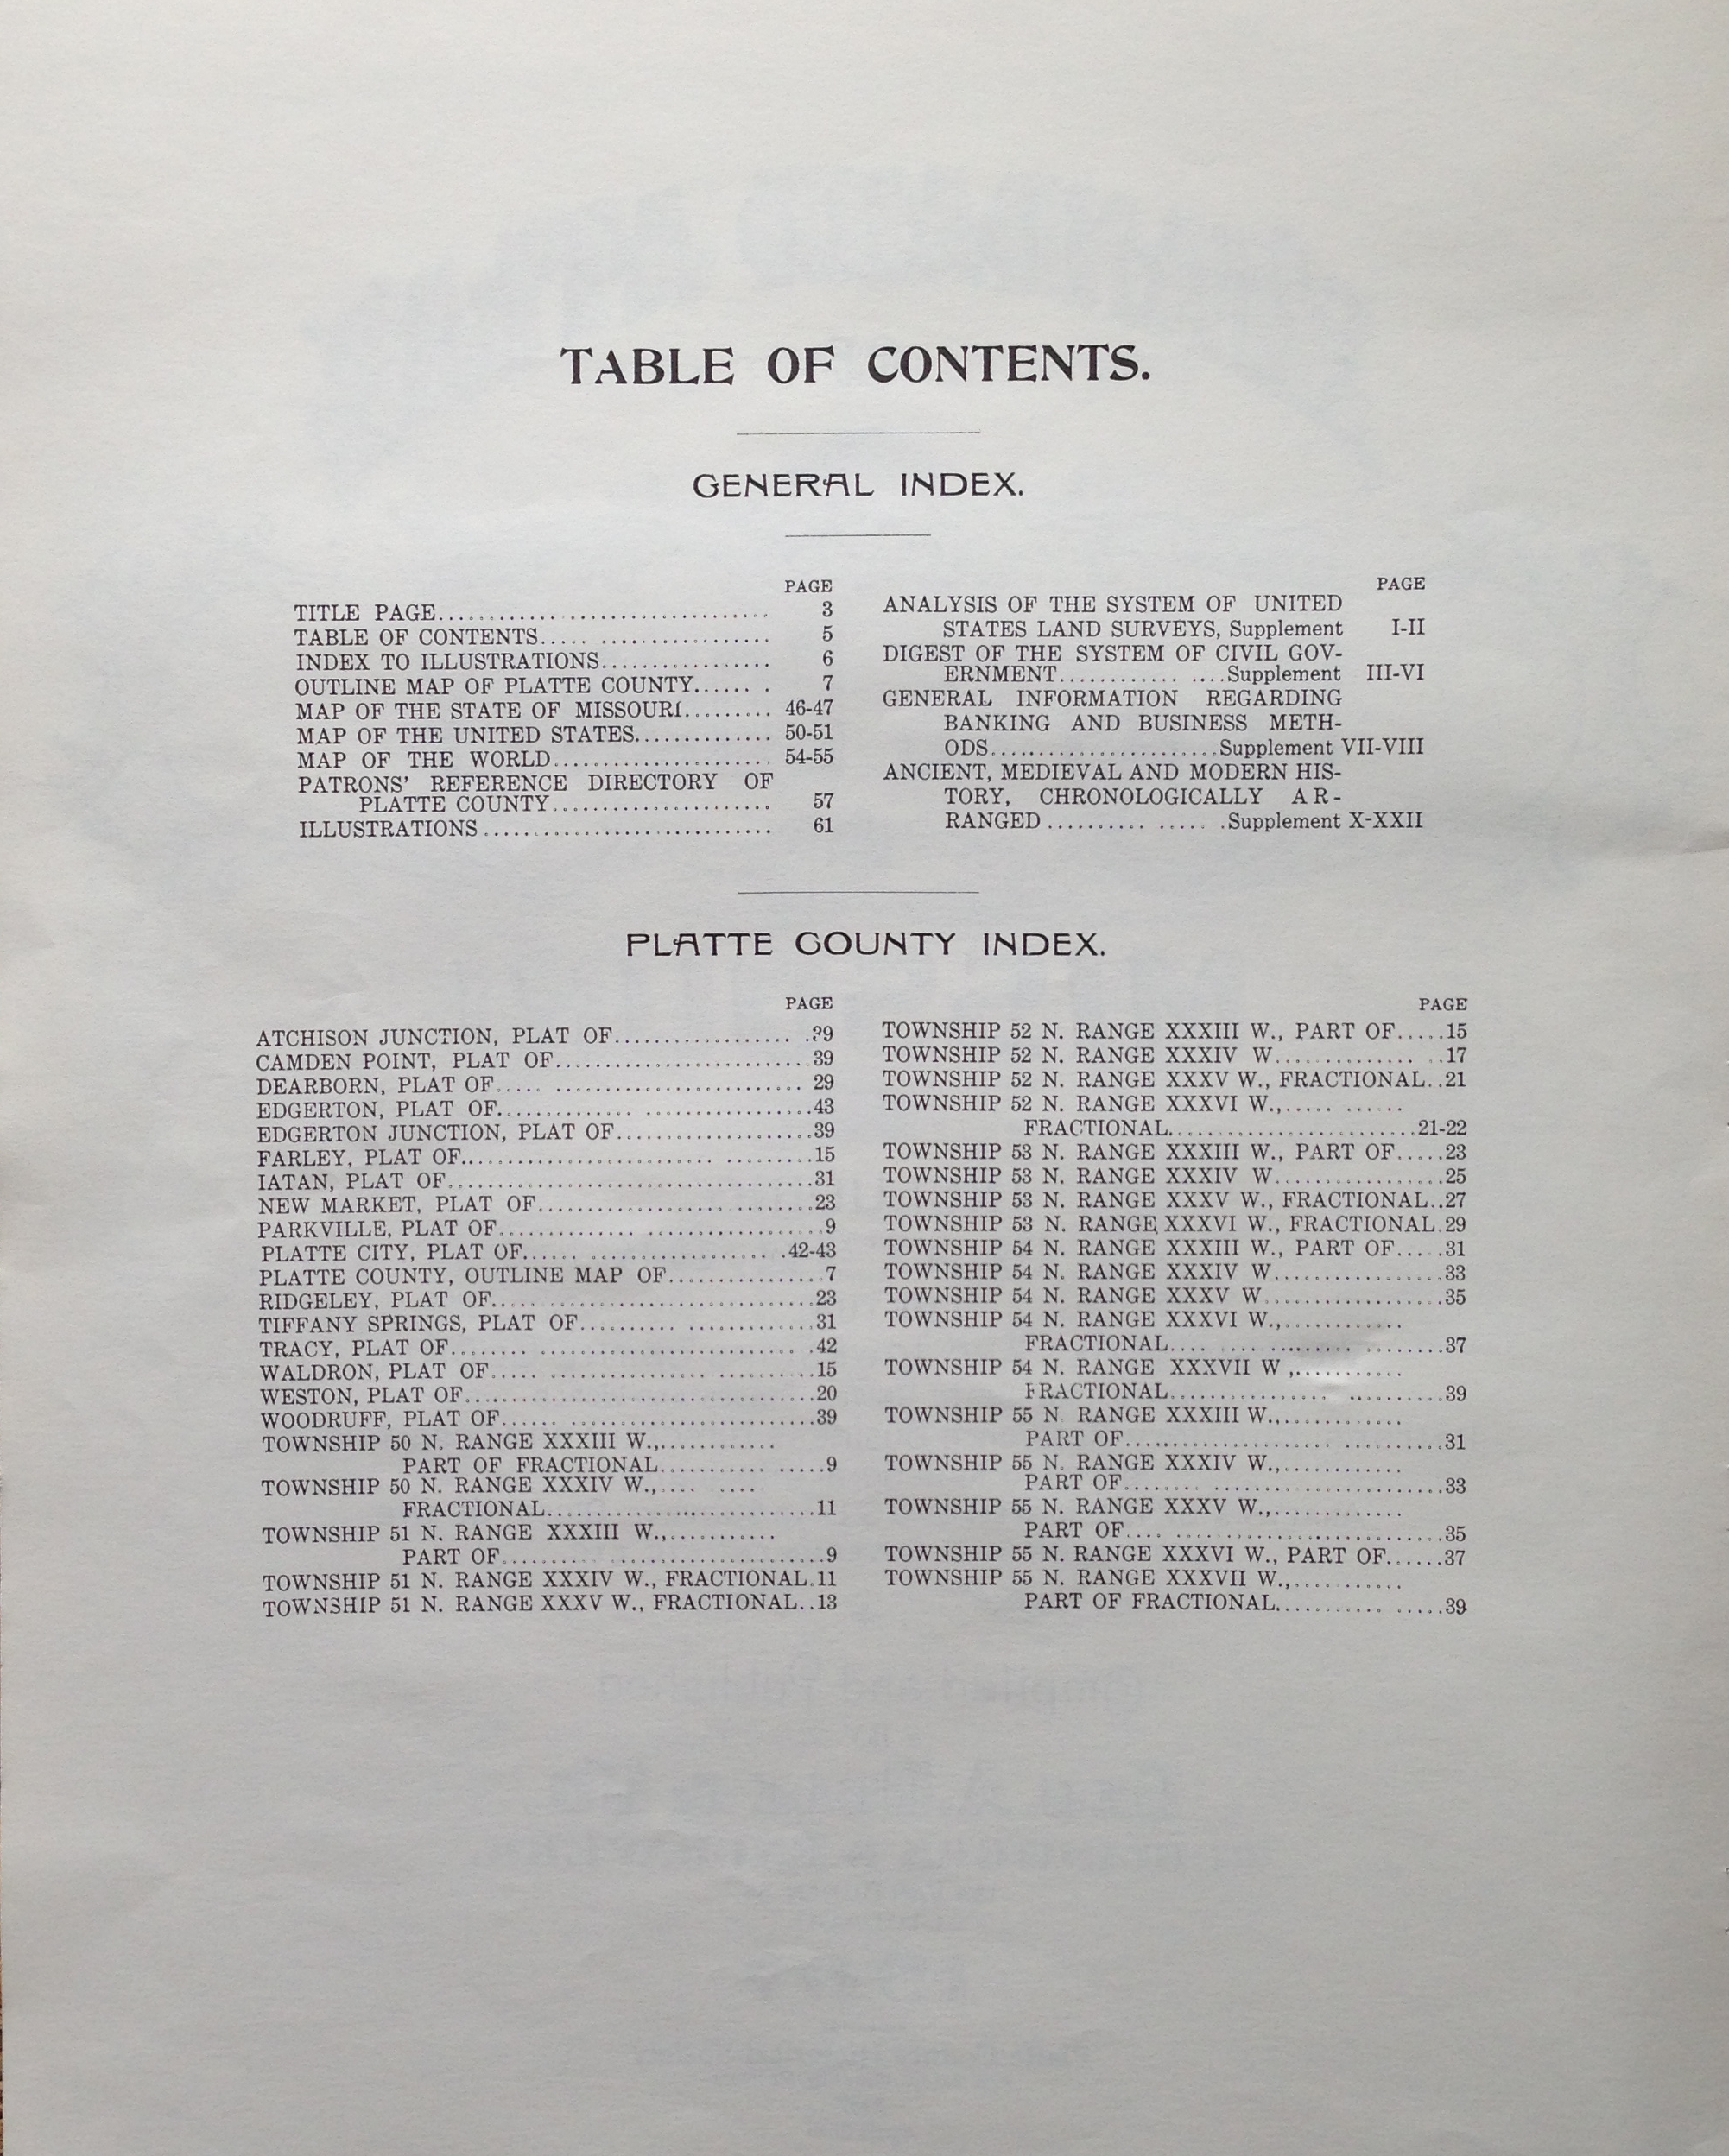 TABLE OF CONTENTS.
GENERAL INDEX.
PAGE
TITLE PAGE........................................ 3
TABLE OF CONTENTS..... .................. 5
INDEX TO ILLUSTRATIONS................. 6
OUTLINE MAP OF PLATTE COUNTY...... . 7
MAP OF THE STATE OF MISSOURI......... 46-47
MAP OF THE UNITED STATES.............. 50-51
MAP OF THE WORLD...................... 54-55
PATRONS' REFERENCE DIRECTORY OF
PLATTE COUNTY...................... 57
ILLUSTRATIONS............................. 61
PAGE
ANALYSIS OF THE SYSTEM OF UNITED
STATES LAND SURVEYS, Supplement I-II
DIGEST OF THE SYSTEM OF CIVIL GOV-
ERNMENT............ ....Supplement III-VI
GENERAL INFORMATION REGARDING
BANKING AND BUSINESS METH-
ODS.......................Supplement VII-VIII
ANCIENT, MEDIEVAL AND MODERN HIS-
TORY, CHRONOLOGICALLY AR-
RANGED .......... ..... .Supplement X-XXII
PLATTE COUNTY INDEX.
PAGE
ATCHISON JUNCTION, PLAT OF.................. .39
CAMDEN POINT, PLAT OF..........................39
DEARBORN, PLAT OF..... .......................... 29
EDGERTON, PLAT OF.............. .................43
EDGERTON JUNCTION, PLAT OF.....................39
FARLEY, PLAT OF.......................... ..........15
IATAN, PLAT OF......................................31
NEW MARKET, PLAT OF.................... ........23
PARKVILLE, PLAT OF............... ..................9
PLATTE CITY, PLAT OF...... .................... .42-43
PLATTE COUNTY, OUTLINE MAP OF................7
RIDGELEY, PLAT OF..... ............................23
TIFFANY SPRINGS, PLAT OF.......... .............31
TRACY, PLAT OF........ ............................ .42
WALDRON, PLAT OF..... ................. ..........15
WESTON, PLAT OF....................................20
WOODRUFF, PLAT OF...... .........................39
TOWNSHIP 50 N. RANGE XXXIII W.,............
PART OF FRACTIONAL........... .....9
TOWNSHIP 50 N. RANGE XXXIV W.,.... ....
FRACTIONAL............................11
TOWNSHIP 51 N. RANGE XXXIII W.,...........
PART OF.......... ......................9
TOWNSHIP 51 N. RANGE XXXIV W., FRACTIONAL.11
TOWNSHIP 51 N. RANGE XXXV W., FRACTIONAL..13
PAGE
TOWNSHIP 52 N. RANGE XXXIII W., PART OF.....15
TOWNSHIP 52 N. RANGE XXXIV W.............. ..17
TOWNSHIP 52 N. RANGE XXXV W., FRACTIONAL..21
TOWNSHIP 52 N. RANGE XXXVI W.,..... ......
FRACTIONAL..........................21-22
TOWNSHIP 53 N. RANGE XXXIII W., PART OF.....23
TOWNSHIP 53 N. RANGE XXXIV W.................25
TOWNSHIP 53 N. RANGE XXXV W., FRACTIONAL..27
TOWNSHIP 53 N. RANGE XXXVI W., FRACTIONAL.29
TOWNSHIP 54 N. RANGE XXXIII W., PART OF.....31
TOWNSHIP 54 N. RANGE XXXIV W.................33
TOWNSHIP 54 N. RANGE XXXV W..................35
TOWNSHIP 54 N. RANGE XXXVI W.,............
FRACTIONAL.... .... ......... ........37
TOWNSHIP 54 N. RANGE XXXVII W ,...........
FRACTIONAL................ ..........39
TOWNSHIP 55 N. RANGE XXXIII W.,............
PART OF....................... ..........31
TOWNSHIP 55 N. RANGE XXXIV W.,............
PART OF........ ..........................33
TOWNSHIP 55 N. RANGE XXXV W.,.............
PART OF.... ............................35
TOWNSHIP 55 N. RANGE XXXVI W., PART OF......37
TOWNSHIP 55 N. RANGE XXXVII W.,...........
PART OF FRACTIONAL........... .....39